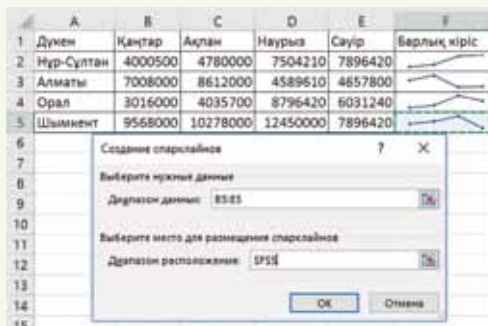 A B C D E F
1 Дүкен Қаңтар Ақпан Наурыз Сәуір Барлық кіріс
2 Нұр-Сұлтан 4000500 4780000 7504210 7896420
3 Алматы 7008000 8612000 4589610 4657800
4 Орал 3016000 4035700 8796420 6031240
5 Шымкент 9568000 10278000 12450000 7896420
6
7
8
9
10
11
12
13
14
15
Создание спарклайнов ? ×
Выберите нужные данные
Диапазон данных: B5:E5
Выберите место для размещения спарклайнов
Диапазон расположения: $F$5
OK Отмена